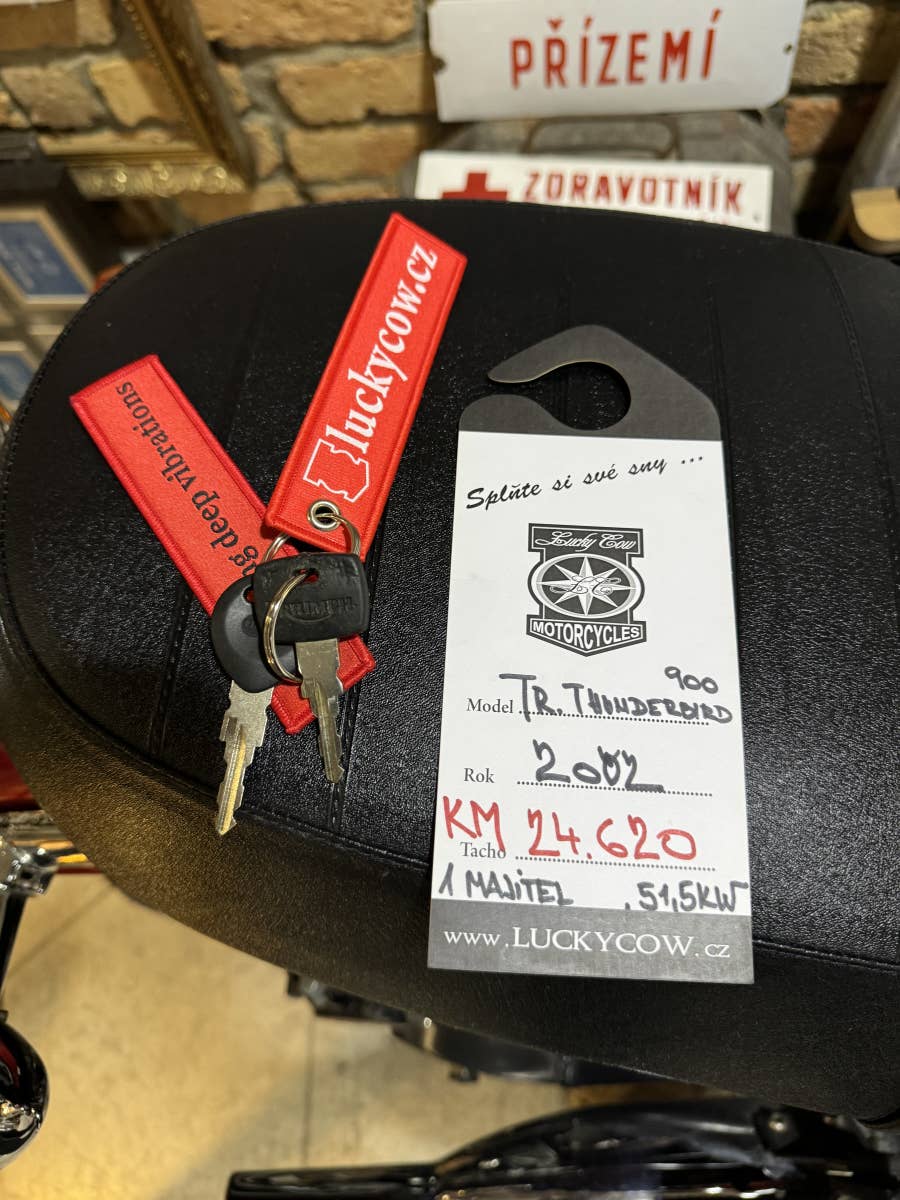 PŘÍZEMÍ
ZDRAVOTNÍK
luckycow.cz
deep vibrations
Splňte si své sny ...
Lucky Cow
MOTORCYCLES
900
Model TR. THUNDERBIRD
Rok 2002
KM 24.620
Tacho
1 MAJITEL 51,5KW
www.LUCKYCOW.cz